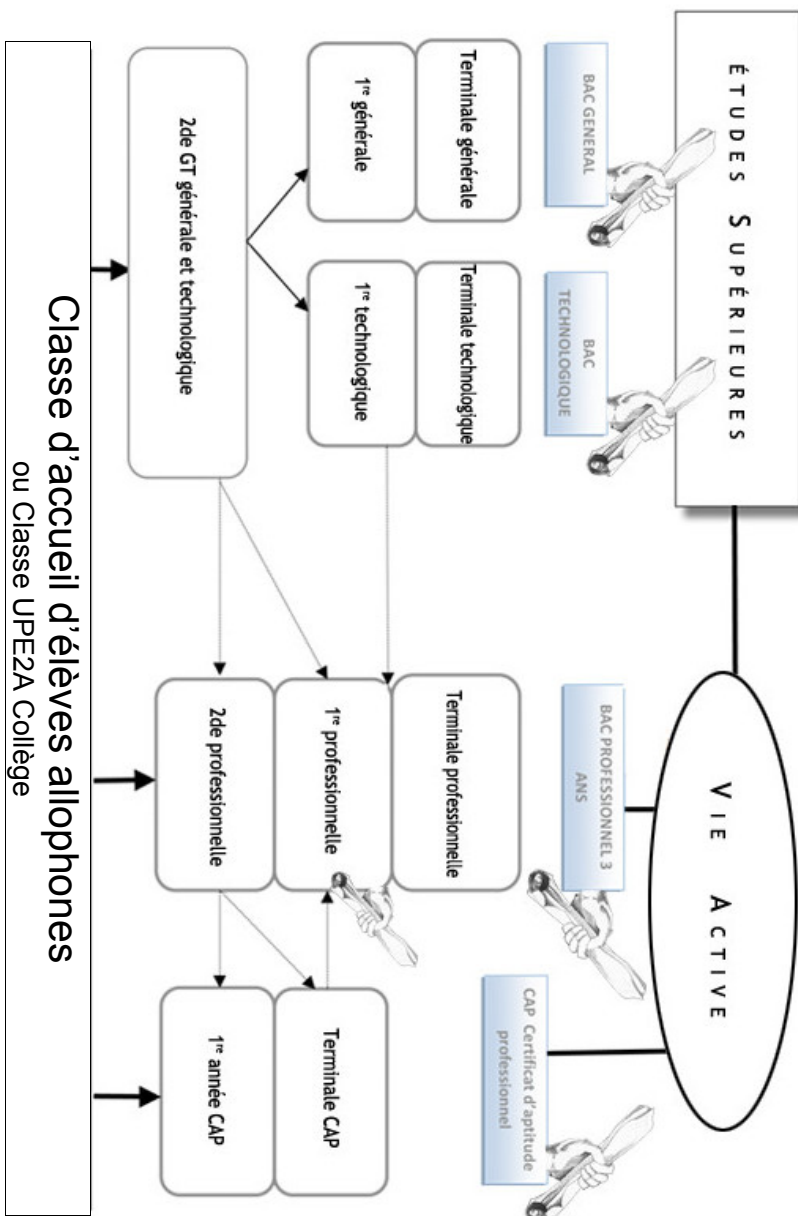 ÉTUDES SUPÉRIEURES
VIE ACTIVE
BAC GENERAL
BAC
TECHNOLOGIQUE
BAC PROFESSIONNEL 3
ANS
CAP Certificat d'aptitude
professionnel
Terminale générale
Terminale technologique
Terminale professionnelle
Terminale CAP
1re générale
1re technologique
1re professionnelle
1re année CAP
2de GT générale et technologique
2de professionnelle
Classe d'accueil d'élèves allophones
ou Classe UPE2A Collège